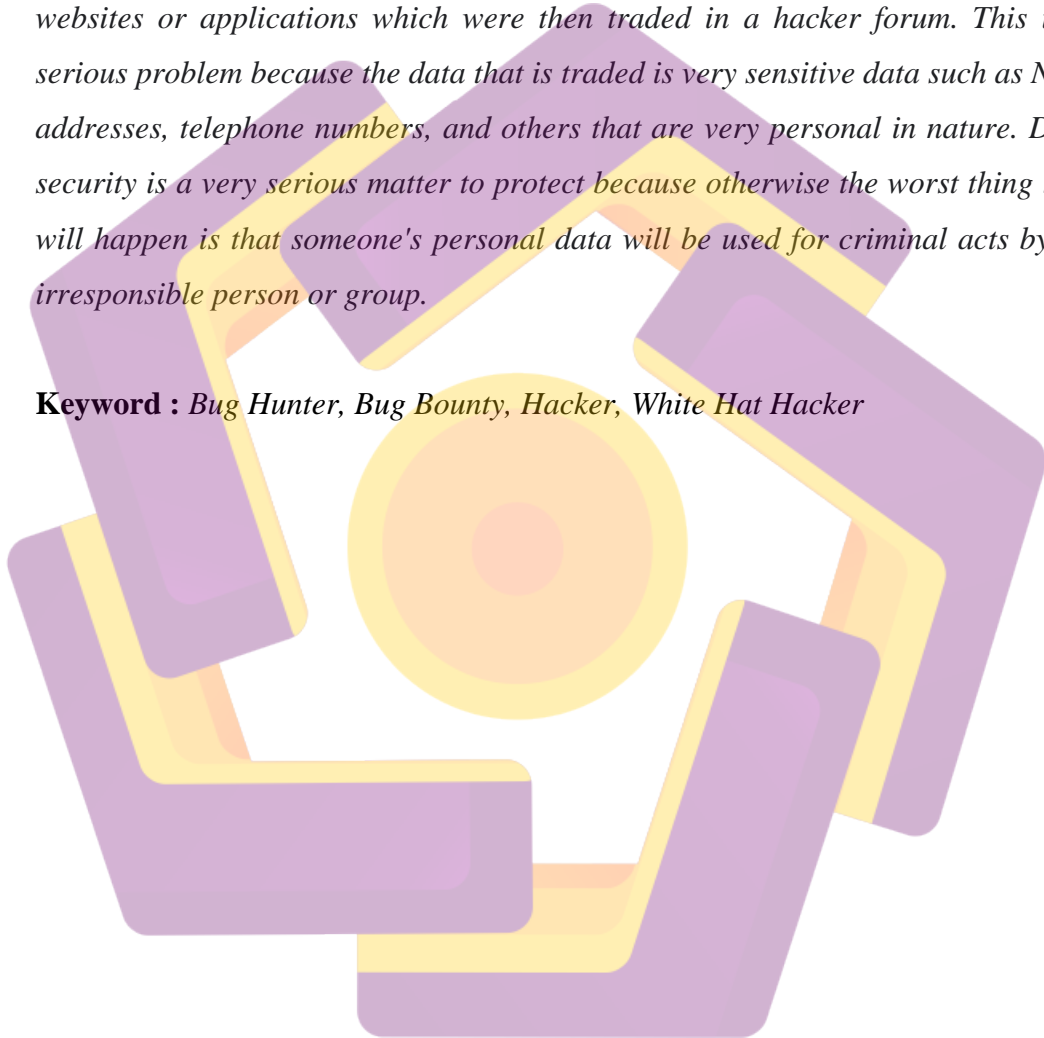 websites or applications which were then traded in a hacker forum. This
serious problem because the data that is traded is very sensitive data such as
addresses, telephone numbers, and others that are very personal in nature.
security is a very serious matter to protect because otherwise the worst thing
will happen is that someone's personal data will be used for criminal acts by
irresponsible person or group.
Keyword : Bug Hunter, Bug Bounty, Hacker, White Hat Hacker